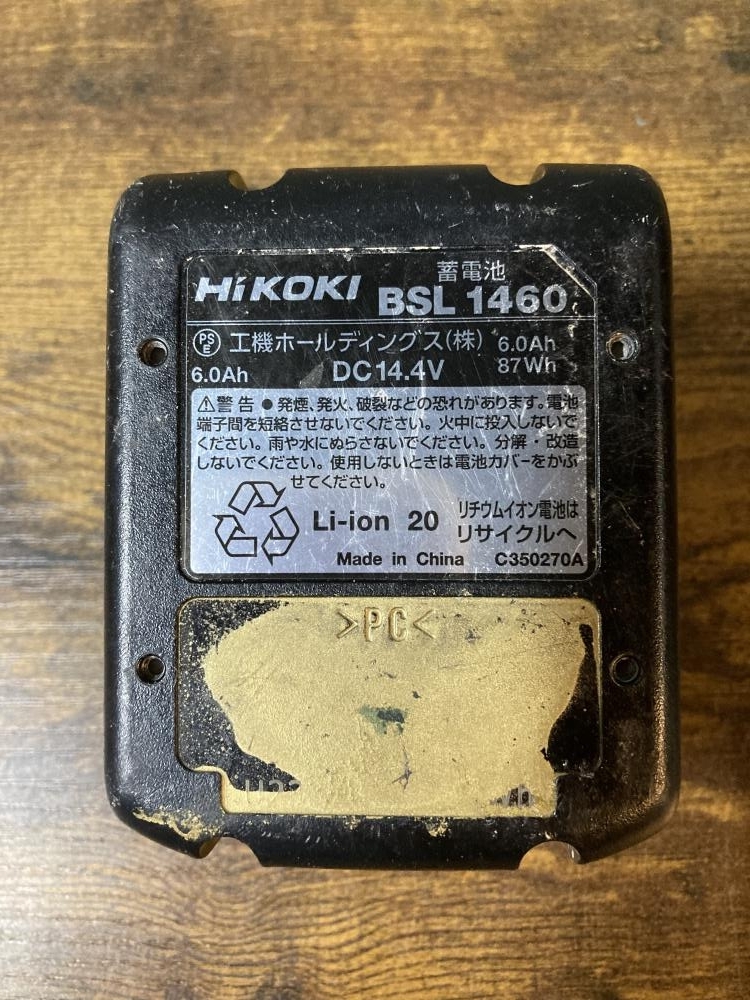 HiKOKI 蓄電池
BSL 1460
PS
E 工機ホールディングス(株) 6.0Ah
6.0Ah DC14.4V 87Wh
⚠警告 ● 発煙、発火、破裂などの恐れがあります。電池
端子間を短絡させないでください。火中に投入しないで
ください。雨や水にぬらさないでください。分解・改造
しないでください。使用しないときは電池カバーをかぶ
せてください。
Li-ion 20 リチウムイオン電池は
リサイクルへ
Made in China C350270A
>PC<